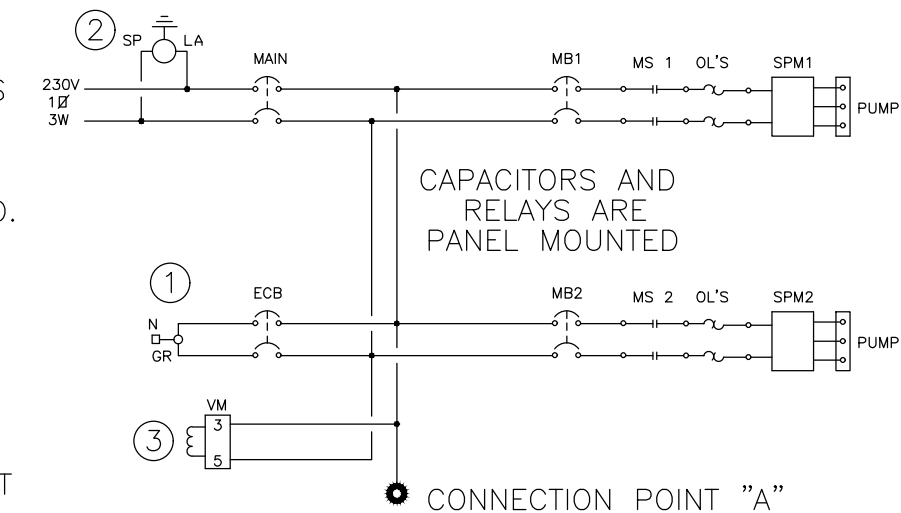 2 SP LA
MAIN
MB1
MS 1
OL'S
SPM1
S
230V
1Ø
3W
PUMP
CAPACITORS AND
RELAYS ARE
PANEL MOUNTED
D.
1
ECB
MB2
MS 2
OL'S
SPM2
N
GR
PUMP
VM
3
3
5
T
CONNECTION POINT "A"